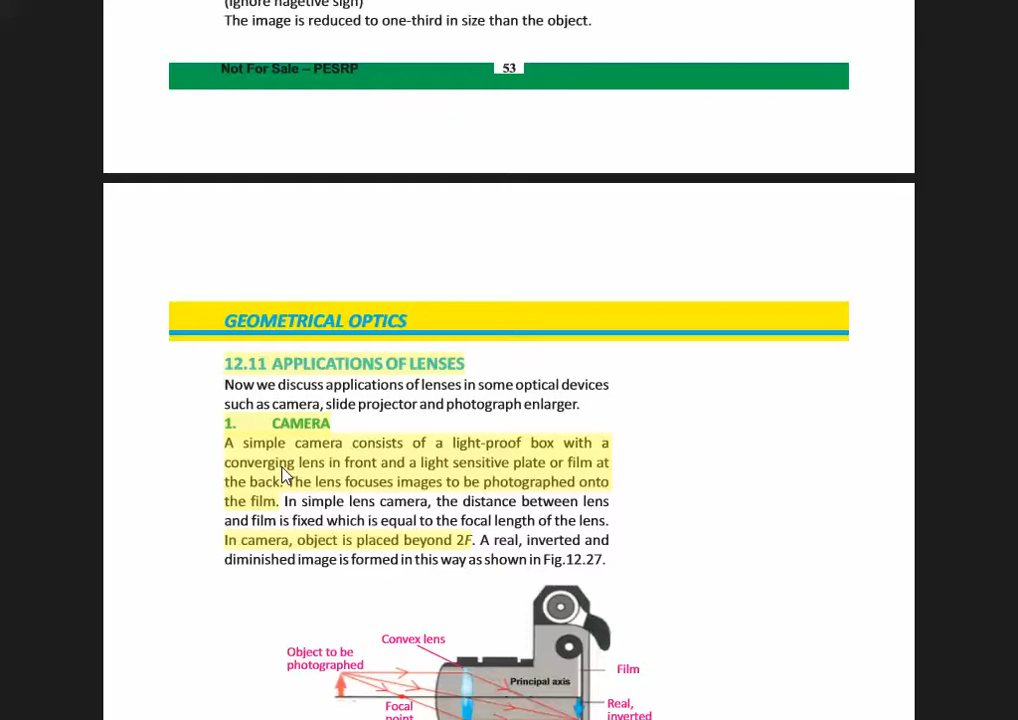 (Ignore nagetive sign)
The image is reduced to one-third in size than the object.
Not For Sale – PESRP
53
GEOMETRICAL OPTICS
12.11 APPLICATIONS OF LENSES
Now we discuss applications of lenses in some optical devices
such as camera, slide projector and photograph enlarger.
1. CAMERA
A simple camera consists of a light-proof box with a
converging lens in front and a light sensitive plate or film at
the back. The lens focuses images to be photographed onto
the film. In simple lens camera, the distance between lens
and film is fixed which is equal to the focal length of the lens.
In camera, object is placed beyond 2F. A real, inverted and
diminished image is formed in this way as shown in Fig.12.27.
Convex lens
Object to be
photographed
Film
Principal axis
Focal
point
Real,
inverted